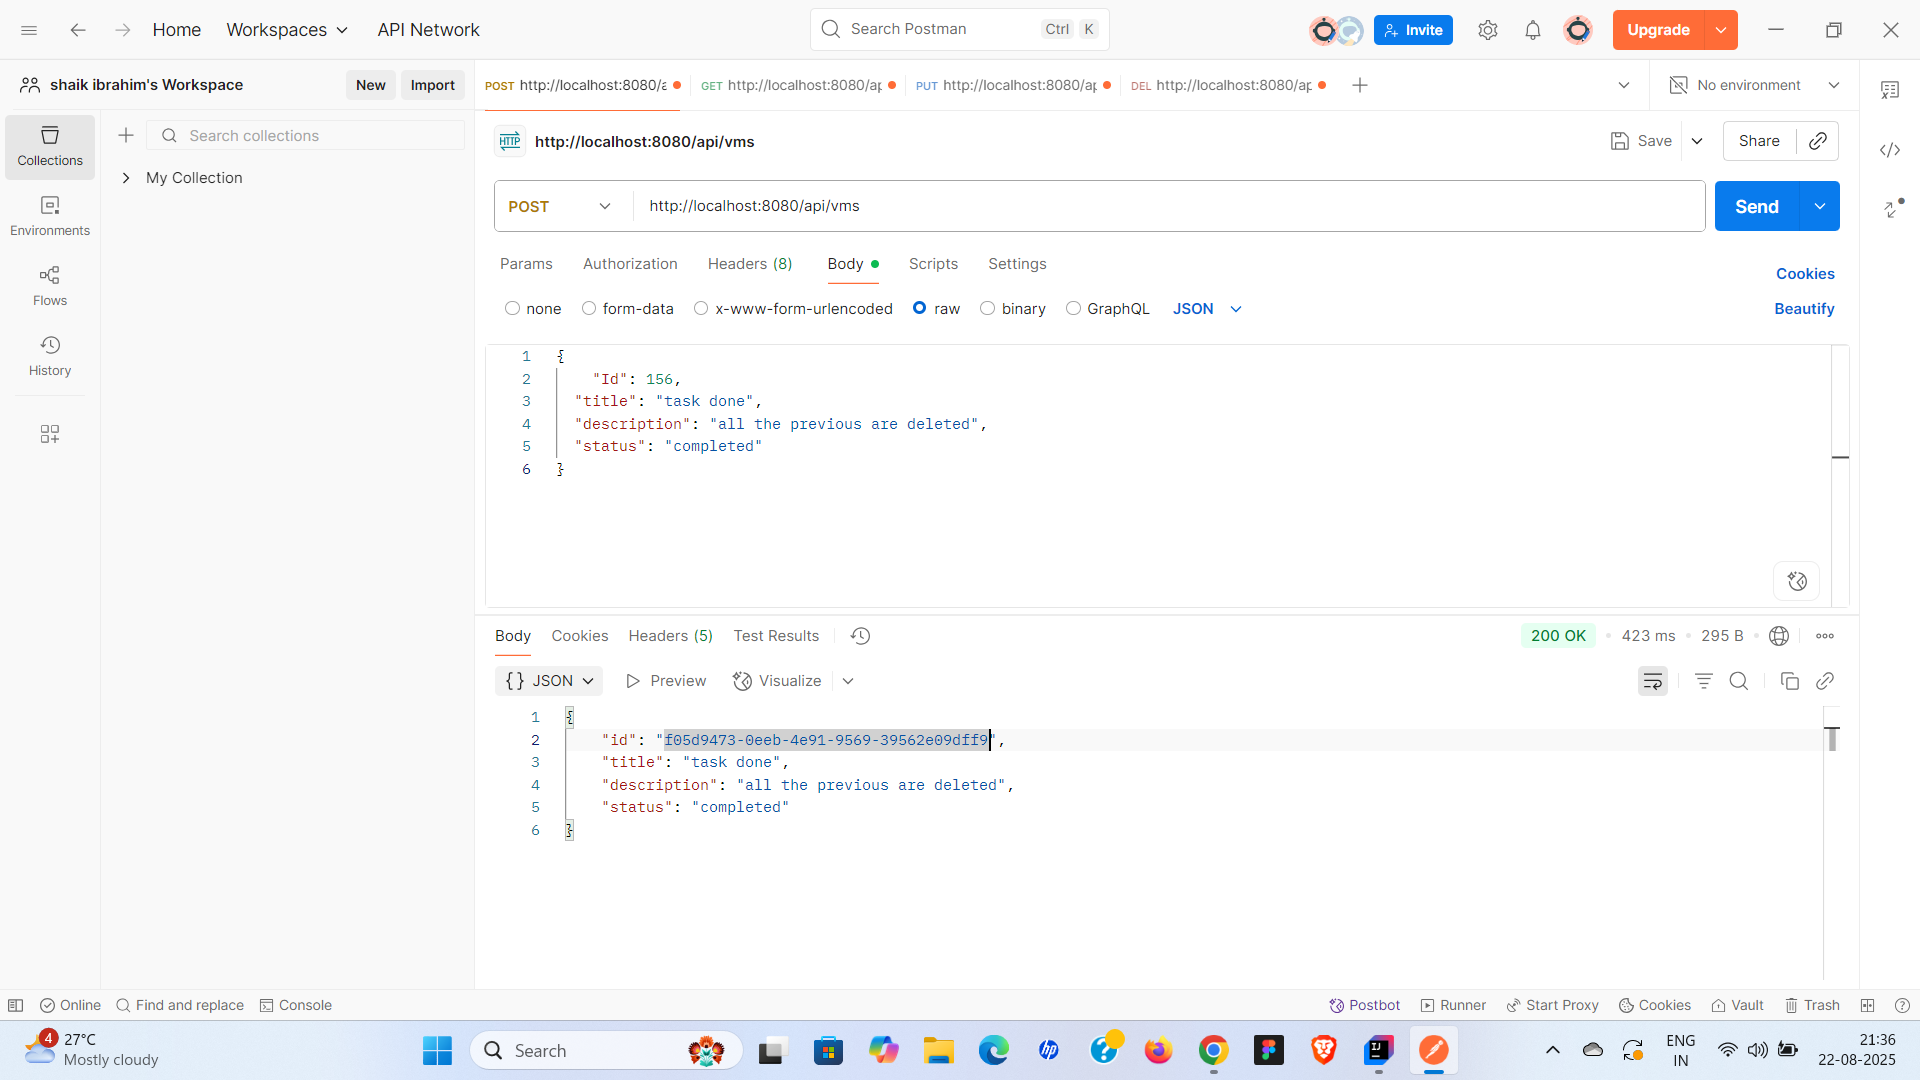 Home Workspaces API Network Search Postman Ctrl K Invite Upgrade
shaik ibrahim's Workspace New Import POST http://localhost:8080/a GET http://localhost:8080/ap PUT http://localhost:8080/ap DEL http://localhost:8080/ap No environment
Search collections
Collections
My Collection
Environments
Flows
History
HTTP http://localhost:8080/api/vms Save Share
POST http://localhost:8080/api/vms Send
Params Authorization Headers (8) Body Scripts Settings Cookies
none form-data x-www-form-urlencoded raw binary GraphQL JSON Beautify
1 {
2 "Id": 156,
3 "title": "task done",
4 "description": "all the previous are deleted",
5 "status": "completed"
6 }
Body Cookies Headers (5) Test Results 200 OK 423 ms 295 B
{} JSON Preview Visualize
1 {
2 "id": "f05d9473-0eeb-4e91-9569-39562e09dff9",
3 "title": "task done",
4 "description": "all the previous are deleted",
5 "status": "completed"
6 }
Online Find and replace Console Postbot Runner Start Proxy Cookies Vault Trash
4 27°C
Mostly cloudy
Search
hp
IJ
ENG
IN
21:36
22-08-2025